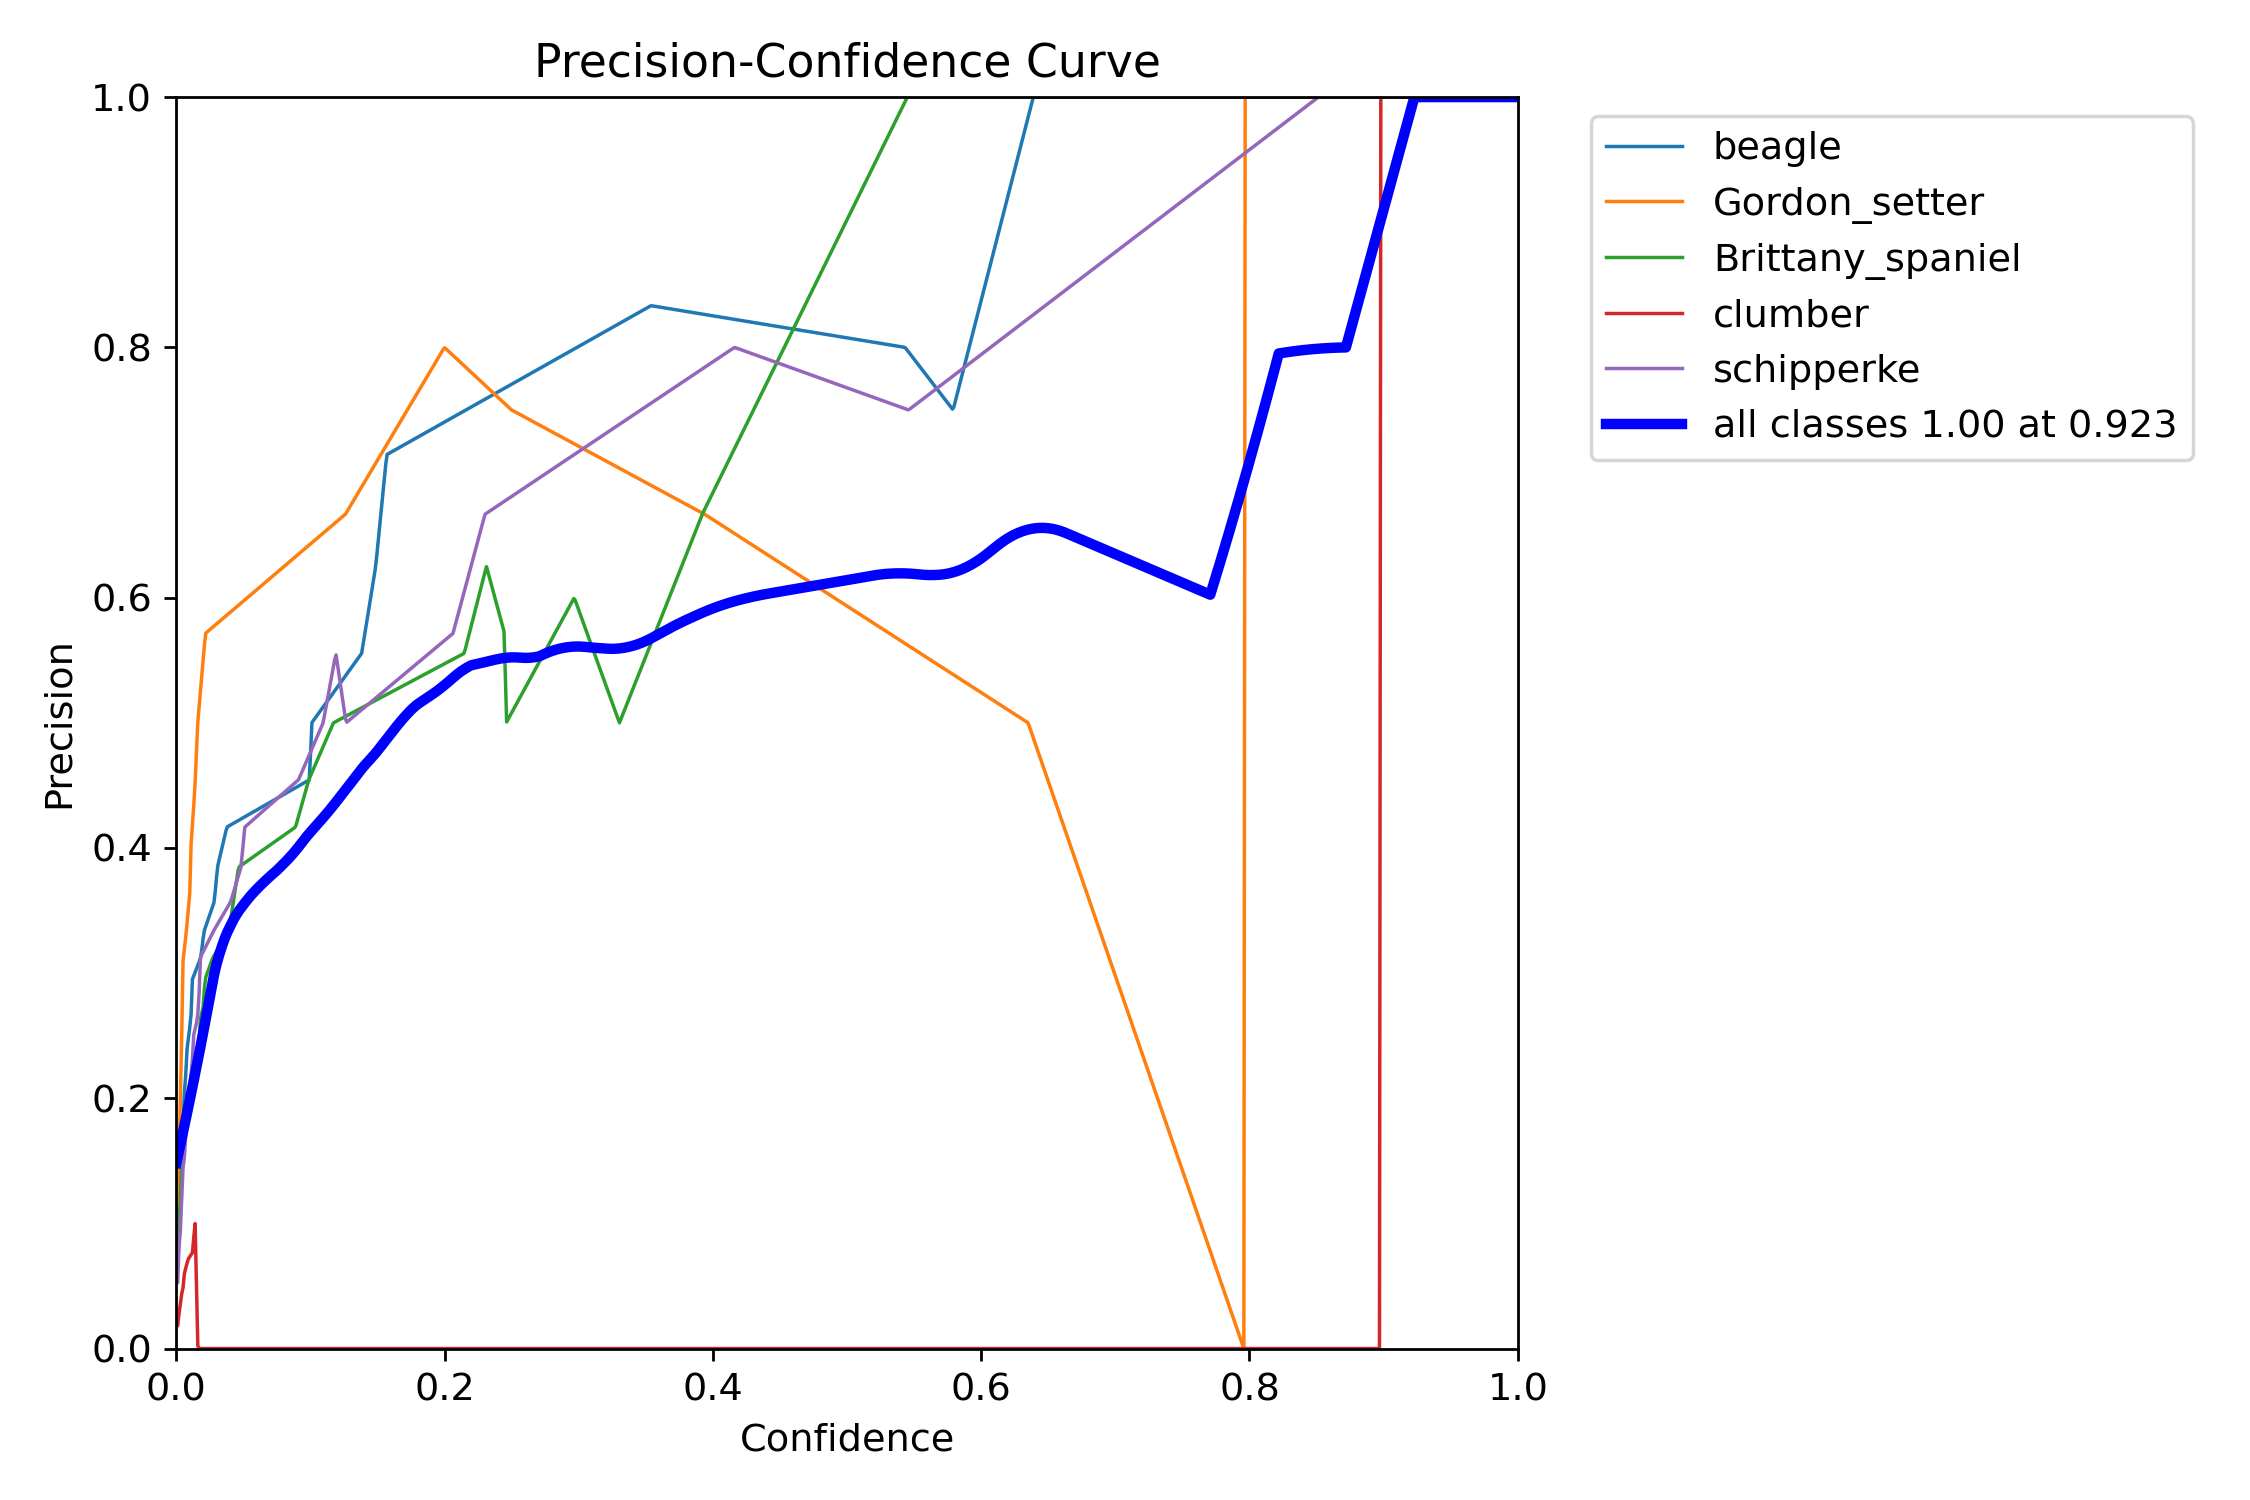 Precision-Confidence Curve
1.0
0.8
0.6
0.4
0.2
0.0
Precision
0.0 0.2 0.4 0.6 0.8 1.0
Confidence
beagle
Gordon_setter
Brittany_spaniel
clumber
schipperke
all classes 1.00 at 0.923